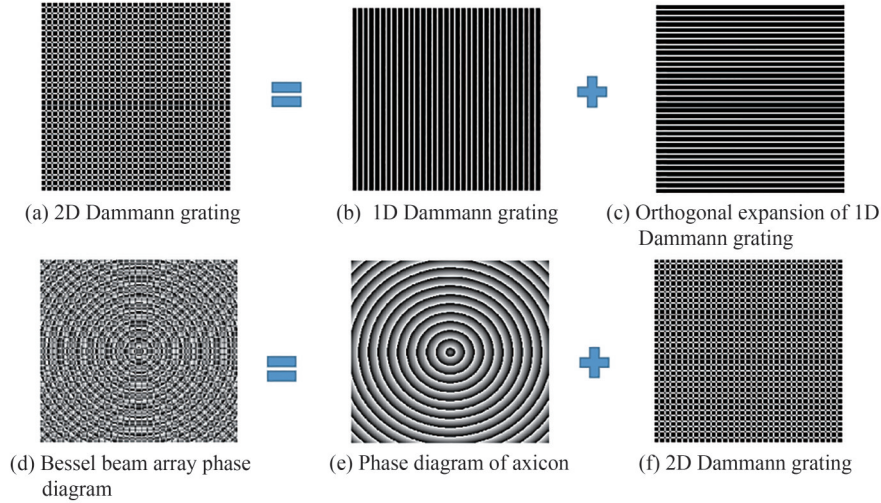 (a) 2D Dammann grating
(b) 1D Dammann grating
(c) Orthogonal expansion of 1D
Dammann grating
(d) Bessel beam array phase
diagram
(e) Phase diagram of axicon
(f) 2D Dammann grating